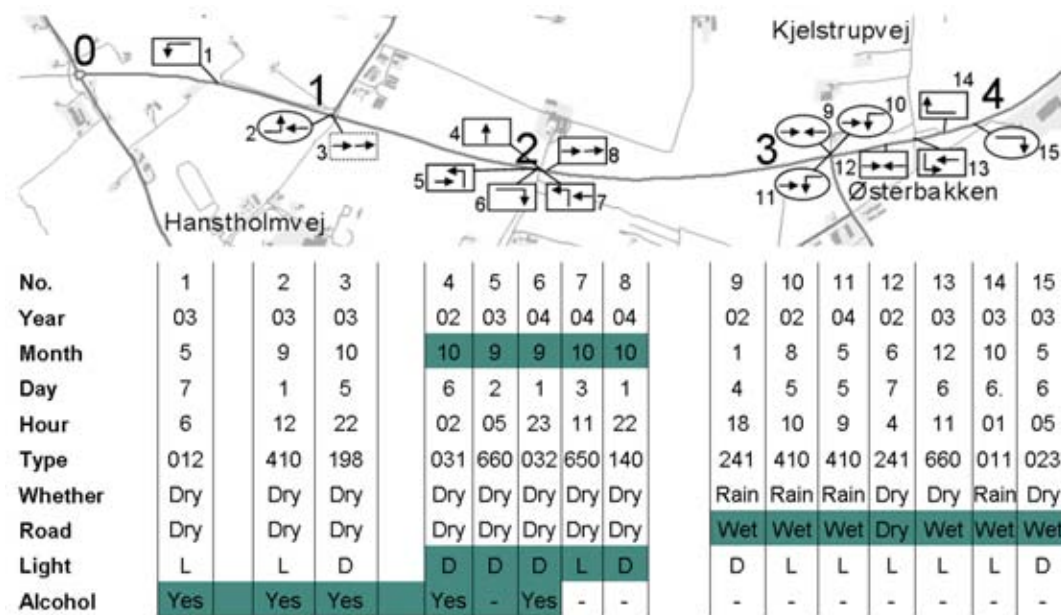 Kjelstrupvej
0 1 1 2 3 4 2 8 5 6 7 3 9 10 11 12 13 14 4 15
Østerbakken
Hanstholmvej
No. 1 2 3 4 5 6 7 8 9 10 11 12 13 14 15
Year 03 03 03 02 03 04 04 04 02 02 04 02 03 03 03
Month 5 9 10 10 9 9 10 10 1 8 5 6 12 10 5
Day 7 1 5 6 2 1 3 1 4 5 5 7 6 6. 6
Hour 6 12 22 02 05 23 11 22 18 10 9 4 11 01 05
Type 012 410 198 031 660 032 650 140 241 410 410 241 660 011 023
Whether Dry Dry Dry Dry Dry Dry Dry Dry Rain Rain Rain Dry Dry Rain Dry
Road Dry Dry Dry Dry Dry Dry Dry Dry Wet Wet Wet Dry Wet Wet Wet
Light L L D D D D L D D L L L L L D
Alcohol Yes Yes Yes Yes - Yes - - - - - - - - -